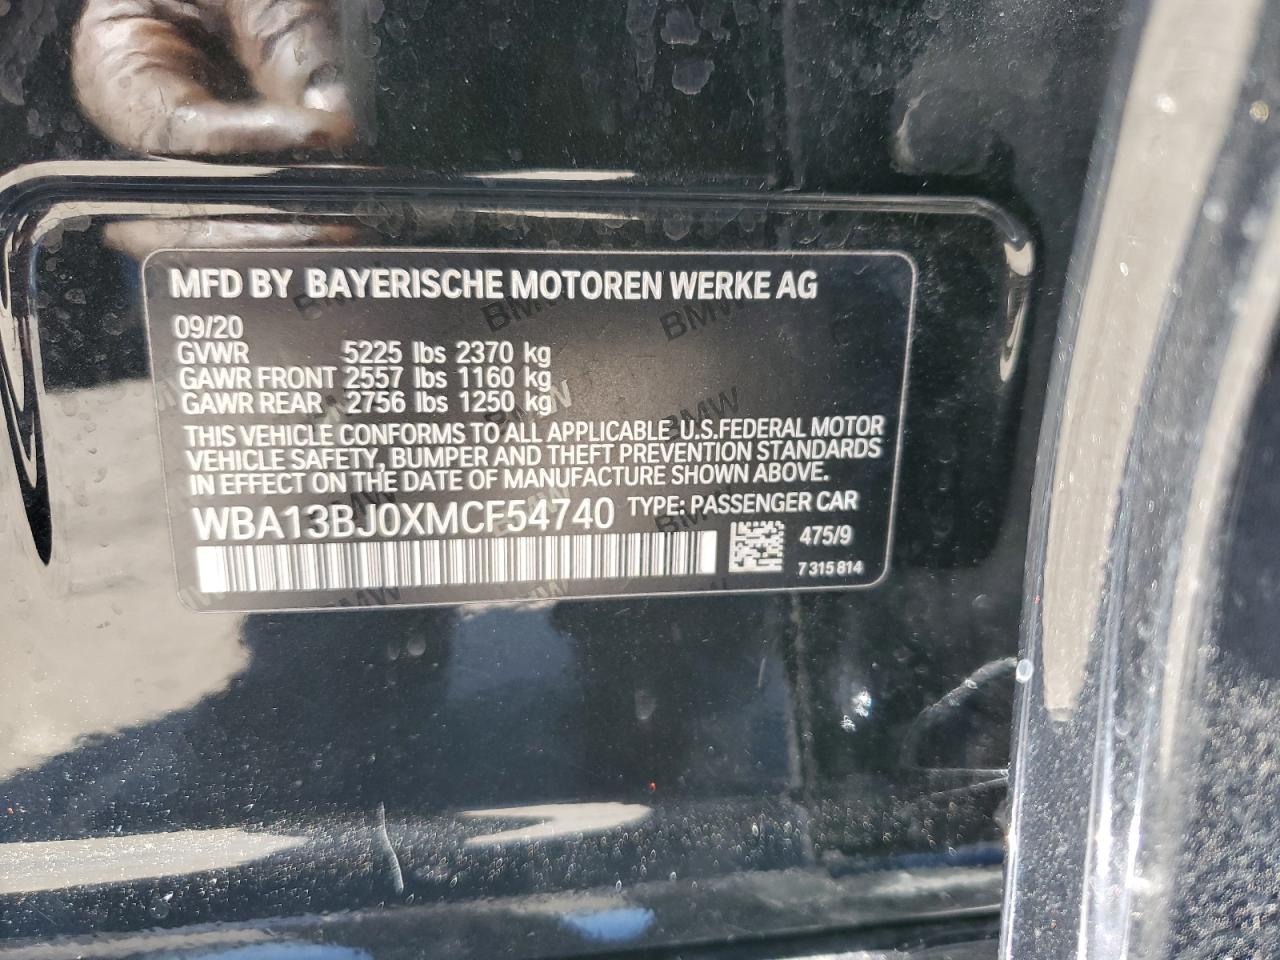 MFD BY BAYERISCHE MOTOREN WERKE AG
09/20
GVWR 5225 lbs 2370 kg
GAWR FRONT 2557 lbs 1160 kg
GAWR REAR 2756 lbs 1250 kg
THIS VEHICLE CONFORMS TO ALL APPLICABLE U.S.FEDERAL MOTOR
VEHICLE SAFETY, BUMPER AND THEFT PREVENTION STANDARDS
IN EFFECT ON THE DATE OF MANUFACTURE SHOWN ABOVE.
WBA13BJ0XMCF54740 TYPE: PASSENGER CAR
475/9
7 315 814